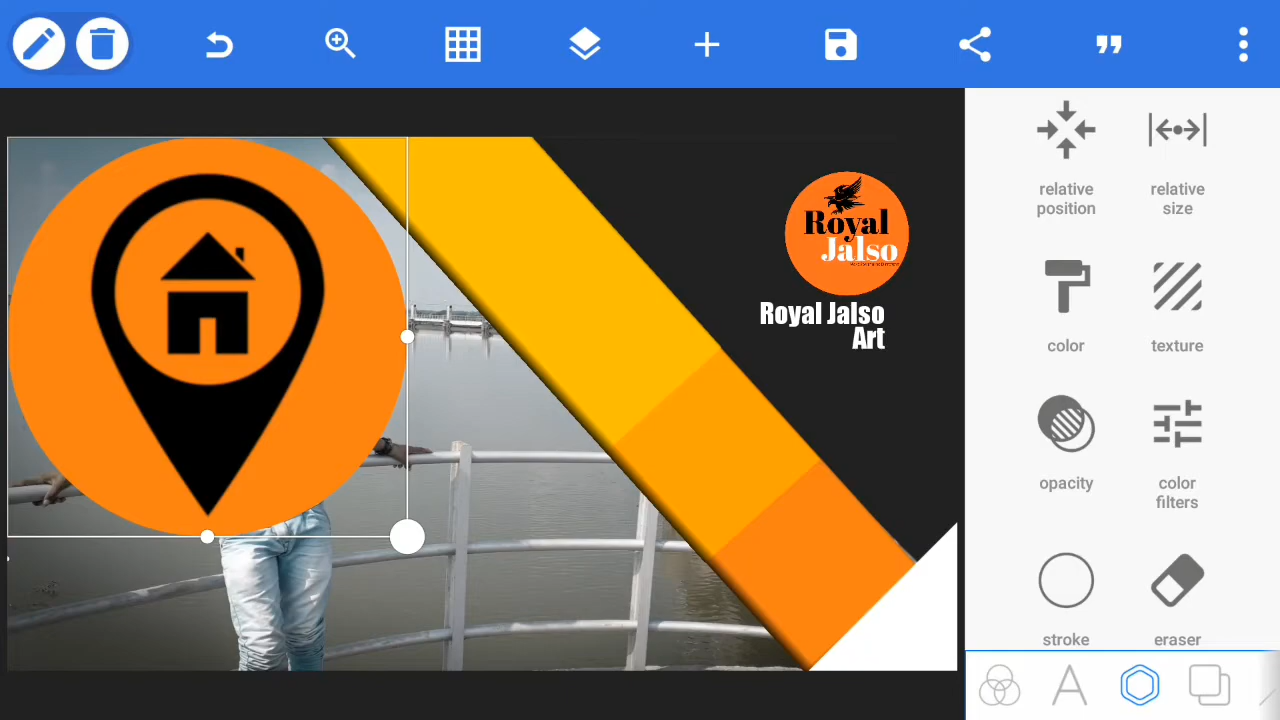 Royal
Jalso
Royal Jalso
Art
relative
position
relative
size
color
texture
opacity
color
filters
stroke
eraser